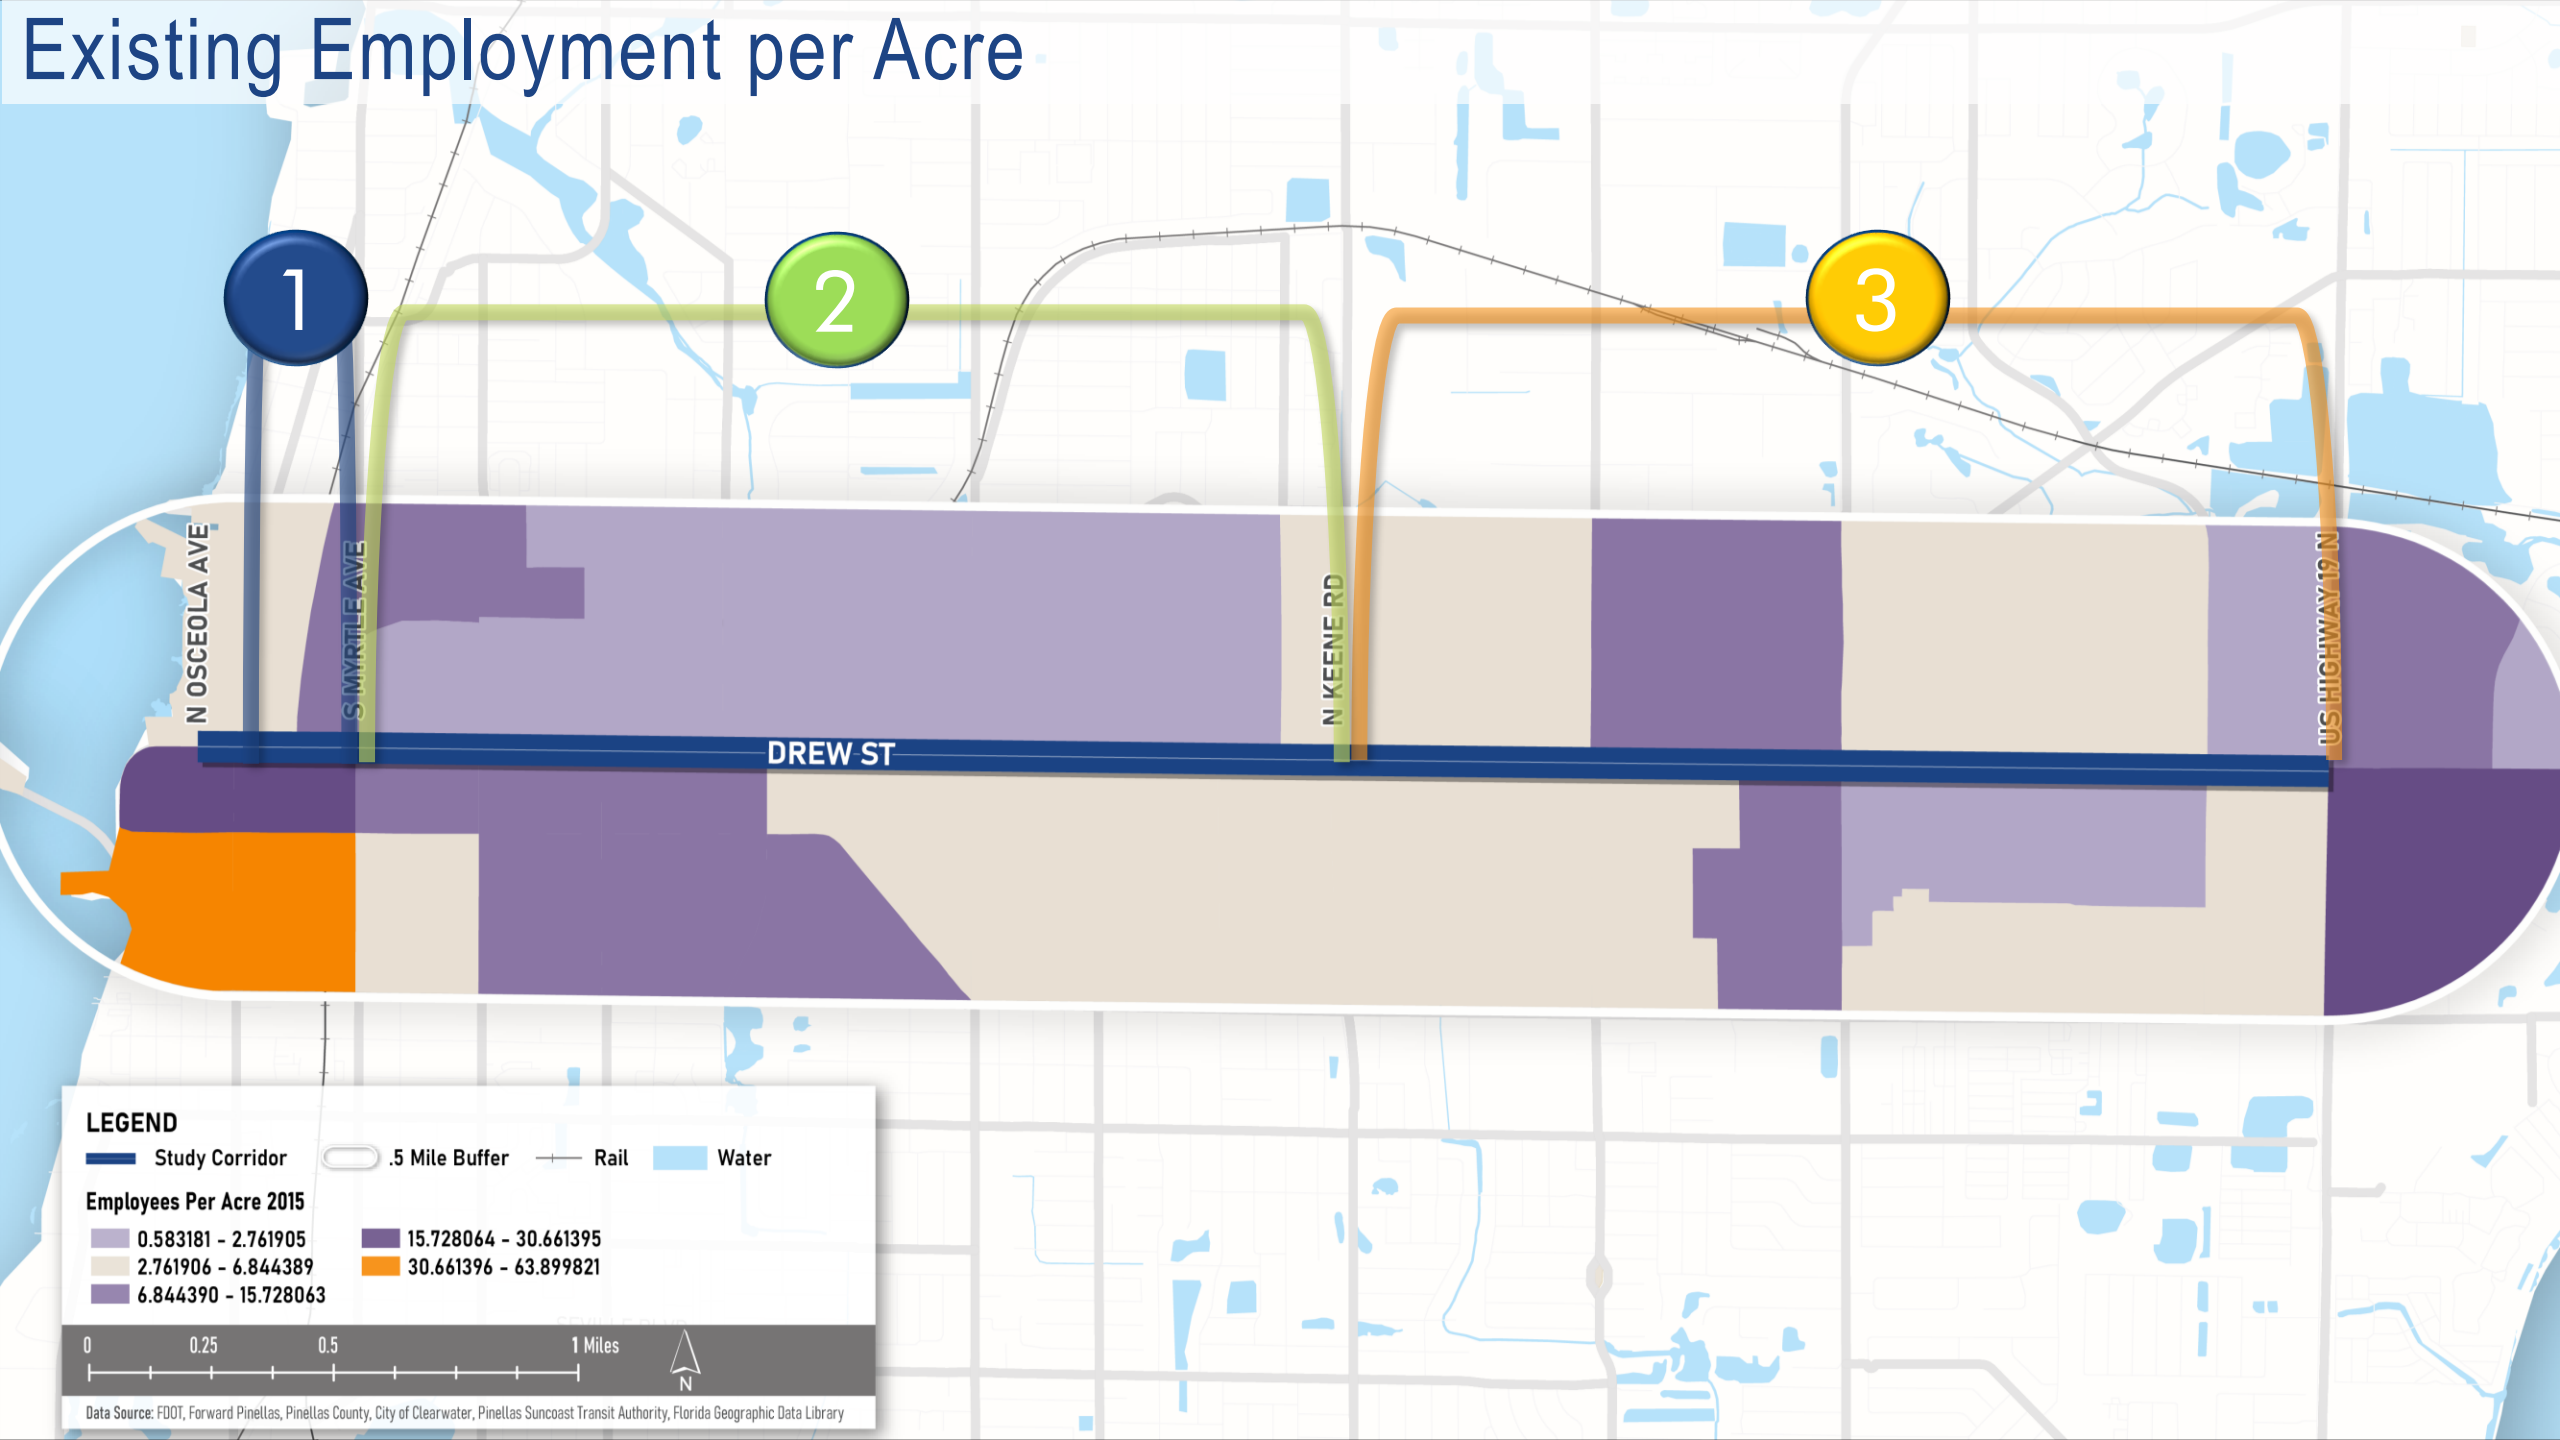 Existing Employment per Acre
1
2
3
N OSCEOLA AVE
S MYRTLE AVE
N KEENE RD
US HIGHWAY 19 N
DREW ST
LEGEND
Study Corridor .5 Mile Buffer Rail Water
Employees Per Acre 2015
0.583181 - 2.761905 15.728064 - 30.661395
2.761906 - 6.844389 30.661396 - 63.899821
6.844390 - 15.728063
0 0.25 0.5 1 Miles
N
Data Source: FDOT, Forward Pinellas, Pinellas County, City of Clearwater, Pinellas Suncoast Transit Authority, Florida Geographic Data Library